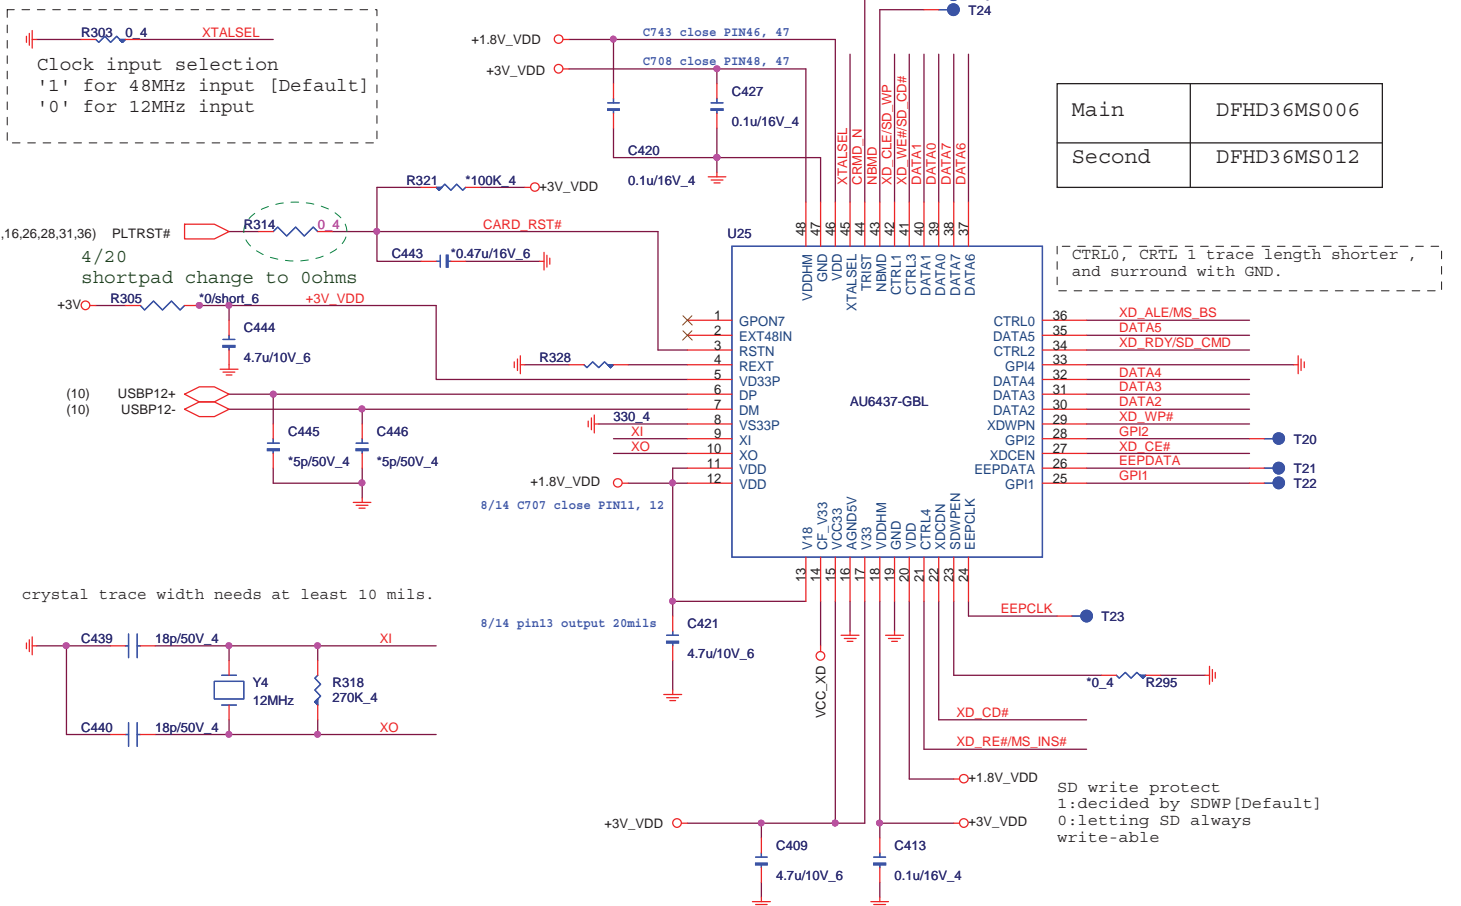 T24
R303 0_4 XTALSEL
Clock input selection
'1' for 48MHz input [Default]
'0' for 12MHz input
+1.8V_VDD
C743 close PIN46, 47
+3V_VDD
C708 close PIN48, 47
C427
0.1u/16V_4
C420
0.1u/16V_4
XTALSEL
CRMD_N
NBMD
XD_CLE/SD_WP
XD_WE#/SD_CD#
DATA1
DATA0
DATA7
DATA6
Main DFHD36MS006
Second DFHD36MS012
R321 *100K_4 +3V_VDD
,16,26,28,31,36) PLTRST# R314 0_4 CARD_RST#
4/20
shortpad change to 0ohms
C443 *0.47u/16V_6
+3V R305 *0/short_6 +3V_VDD
C444
4.7u/10V_6
R328
330_4
(10) USBP12+
(10) USBP12-
C445
*5p/50V_4
C446
*5p/50V_4
XI
XO
+1.8V_VDD
8/14 C707 close PIN11, 12
U25
48 47 46 45 44 43 42 41 40 39 38 37
VDDHM
GND
VDD
XTALSEL
TRIST
NBMD
CTRL1
CTRL3
DATA1
DATA0
DATA7
DATA6
CTRL0, CRTL 1 trace length shorter ,
and surround with GND.
1 GPON7
2 EXT48IN
3 RSTN
4 REXT
5 VD33P
6 DP
7 DM
8 VS33P
9 XI
10 XO
11 VDD
12 VDD
AU6437-GBL
CTRL0 36 XD_ALE/MS_BS
DATA5 35 DATA5
CTRL2 34 XD_RDY/SD_CMD
GPI4 33
DATA4 32 DATA4
DATA3 31 DATA3
DATA2 30 DATA2
XDWPN 29 XD_WP#
GPI2 28 GPI2 T20
XDCEN 27 XD_CE#
EEPDATA 26 EEPDATA T21
GPI1 25 GPI1 T22
V18
CF_V33
VCC33
AGND5V
V33
VDDHM
GND
VDD
CTRL4
XDCDN
SDWPEN
EEPCLK
13 14 15 16 17 18 19 20 21 22 23 24
crystal trace width needs at least 10 mils.
C439 18p/50V_4 XI
Y4
12MHz
R318
270K_4
C440 18p/50V_4 XO
8/14 pin13 output 20mils
C421
4.7u/10V_6
VCC_XD
EEPCLK T23
*0_4 R295
XD_CD#
XD_RE#/MS_INS#
+1.8V_VDD
SD write protect
1:decided by SDWP[Default]
0:letting SD always
write-able
+3V_VDD
+3V_VDD
C409
4.7u/10V_6
C413
0.1u/16V_4